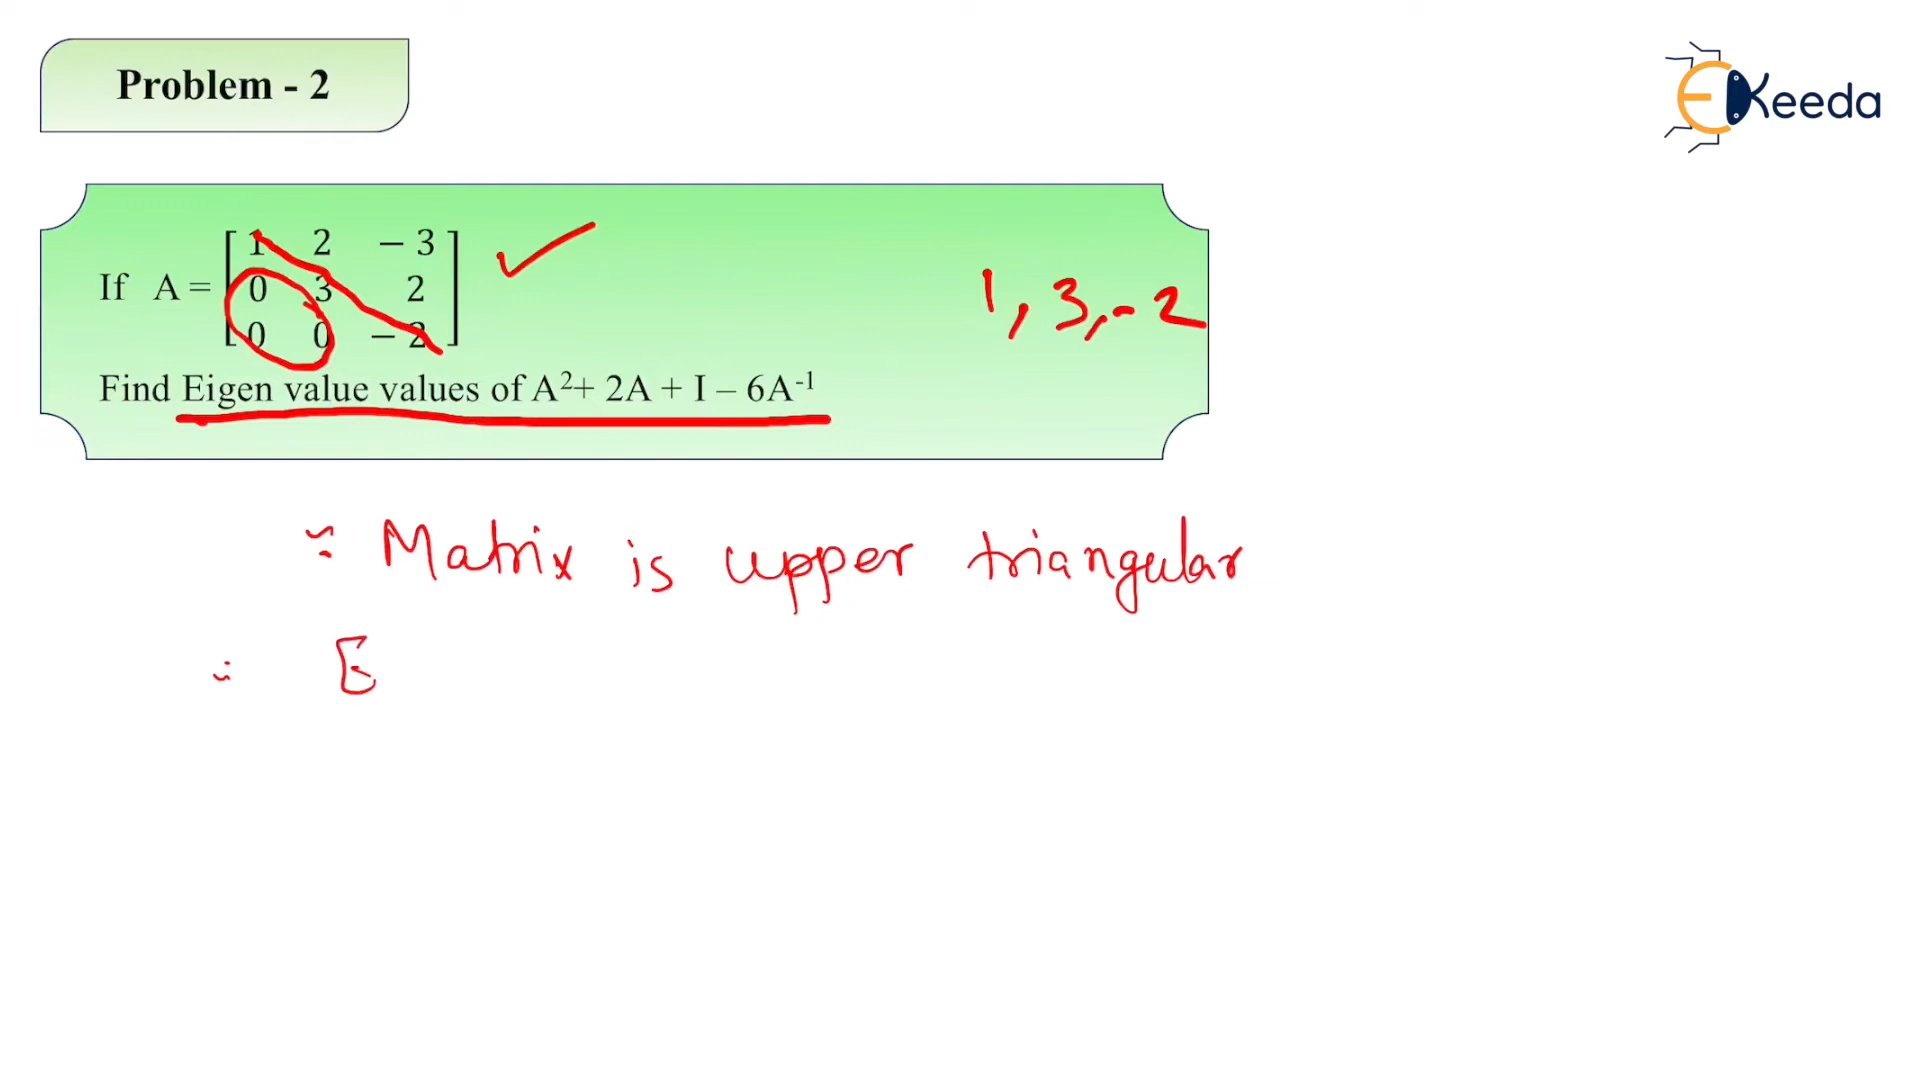 Problem - 2
EKeeda
If A = [1 2 − 3
0 3 2
0 0 − 2]
1, 3, - 2
Find Eigen value values of A²+ 2A + I – 6A⁻¹
∵ Matrix is upper triangular
∴ E